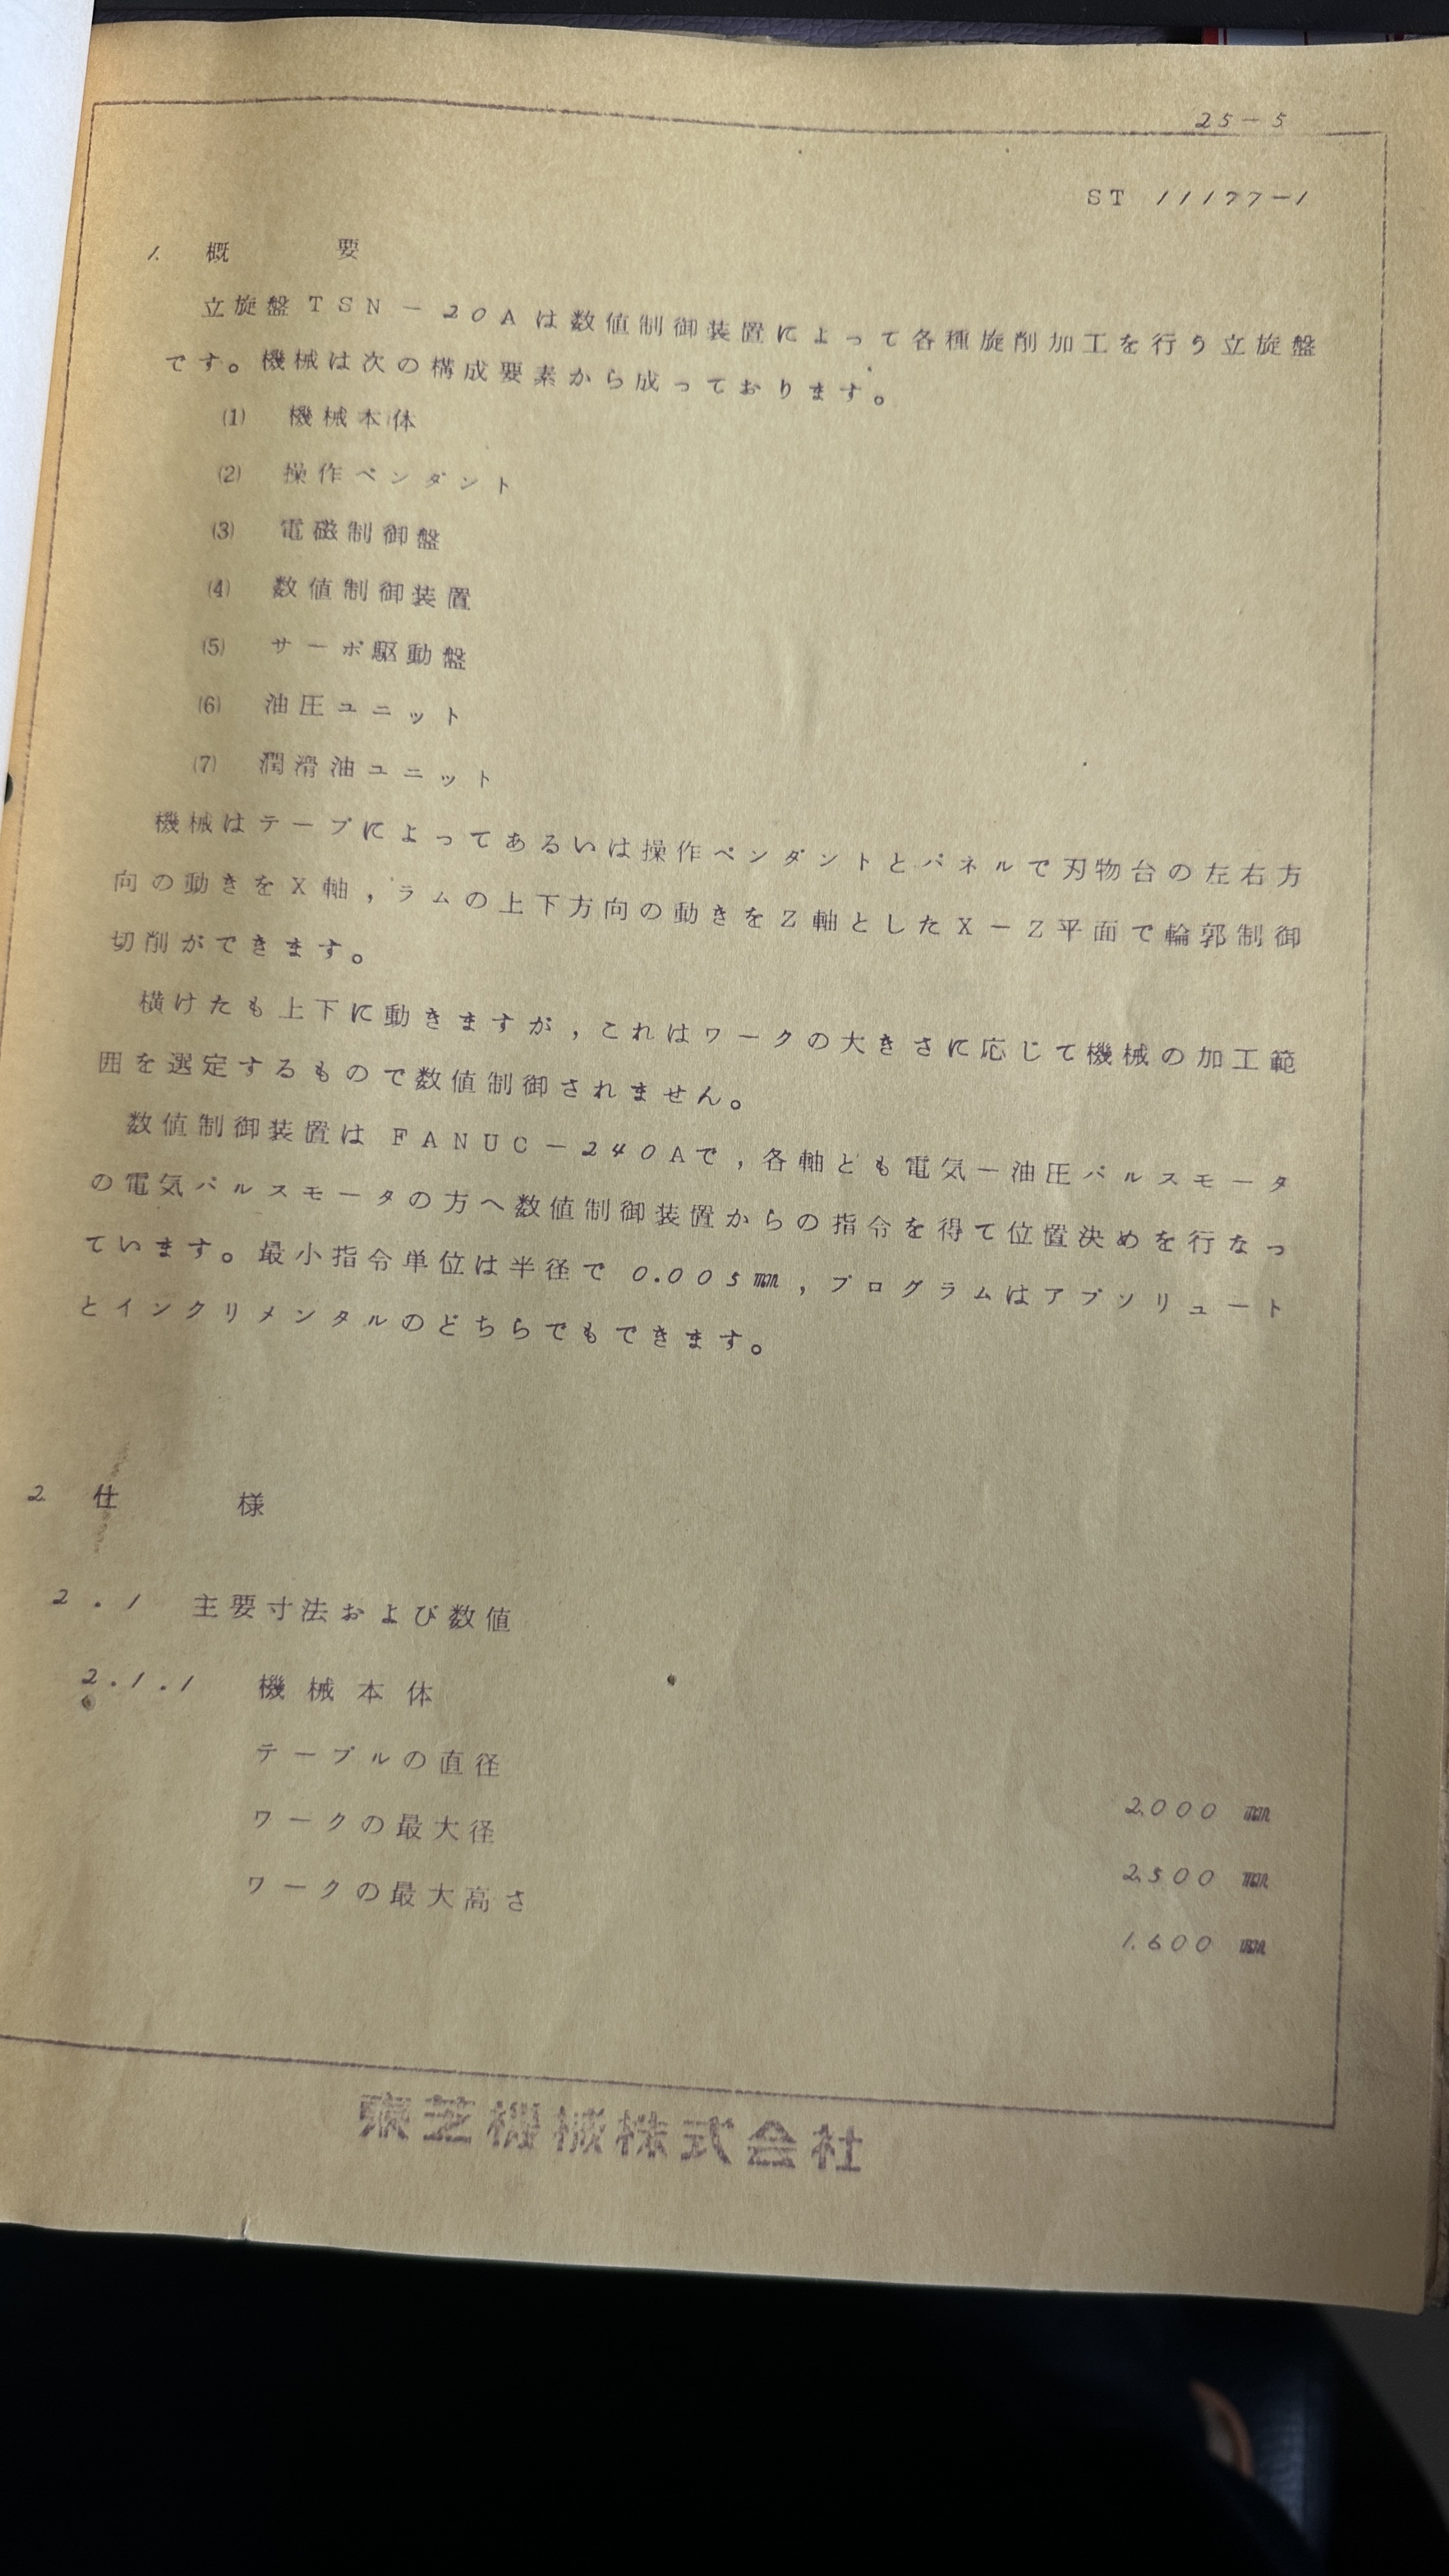 25-5
ST 11177-1
1. 概要
立旋盤TSN-20Aは数値制御装置によって各種旋削加工を行う立旋盤
です。機械は次の構成要素から成っております。
(1) 機械本体
(2) 操作ペンダント
(3) 電磁制御盤
(4) 数値制御装置
(5) サーボ駆動盤
(6) 油圧ユニット
(7) 潤滑油ユニット
機械はテープによってあるいは操作ペンダントとパネルで刃物台の左右方
向の動きをX軸,ラムの上下方向の動きをZ軸としたX-Z平面で輪郭制御
切削ができます。
横けたも上下に動きますが,これはワークの大きさに応じて機械の加工範
囲を選定するもので数値制御されません。
数値制御装置は FANUC-240Aで,各軸とも電気-油圧パルスモータ
の電気パルスモータの方へ数値制御装置からの指令を得て位置決めを行なっ
ています。最小指令単位は半径で 0.005mm,プログラムはアブソリュート
とインクリメンタルのどちらでもできます。
2 仕様
2.1 主要寸法および数値
2.1.1 機械本体
テーブルの直径 2,000 mm
ワークの最大径 2,500 mm
ワークの最大高さ 1,600 mm
東芝機械株式会社